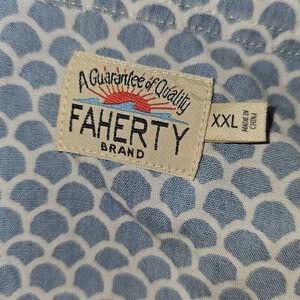 A Guarantee of Quality
FAHERTY
BRAND
XXL
MADE IN
CHINA